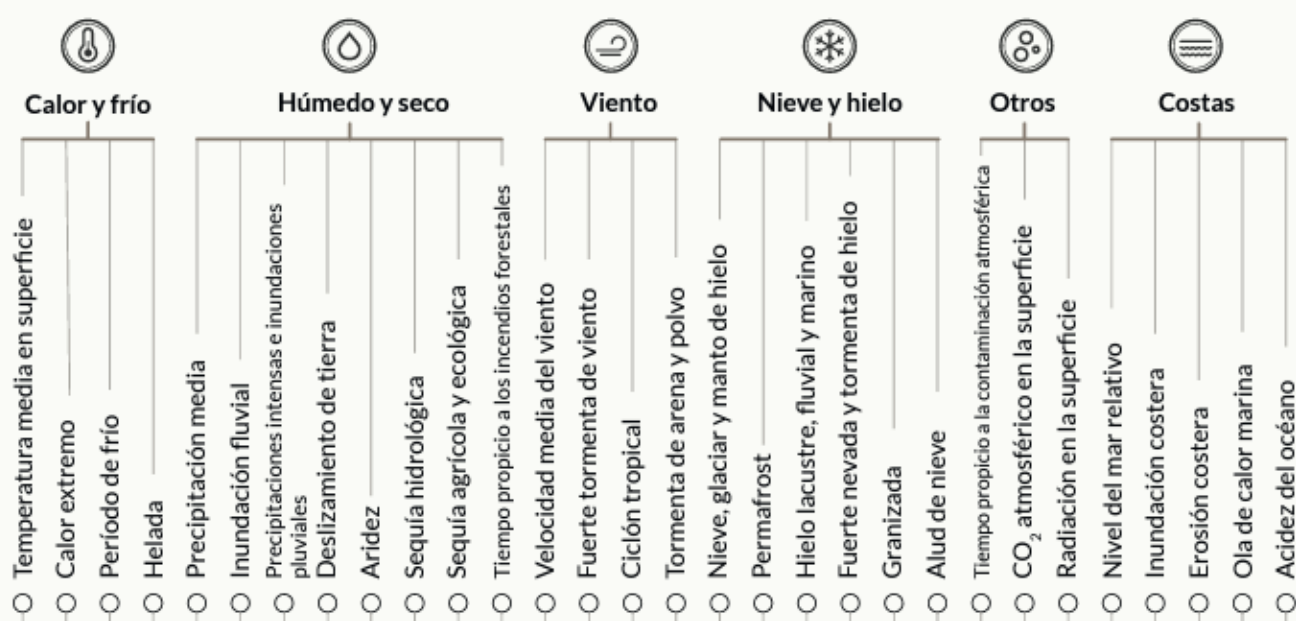 Calor y frío
Húmedo y seco
Viento
Nieve y hielo
Otros
Costas
Temperatura media en superficie
Calor extremo
Período de frío
Helada
Precipitación media
Inundación fluvial
Precipitaciones intensas e inundaciones
pluviales
Deslizamiento de tierra
Aridez
Sequía hidrológica
Sequía agrícola y ecológica
Tiempo propicio a los incendios forestales
Velocidad media del viento
Fuerte tormenta de viento
Ciclón tropical
Tormenta de arena y polvo
Nieve, glaciar y manto de hielo
Permafrost
Hielo lacustre, fluvial y marino
Fuerte nevada y tormenta de hielo
Granizada
Alud de nieve
Tiempo propicio a la contaminación atmosférica
CO₂ atmosférico en la superficie
Radiación en la superficie
Nivel del mar relativo
Inundación costera
Erosión costera
Ola de calor marina
Acidez del océano